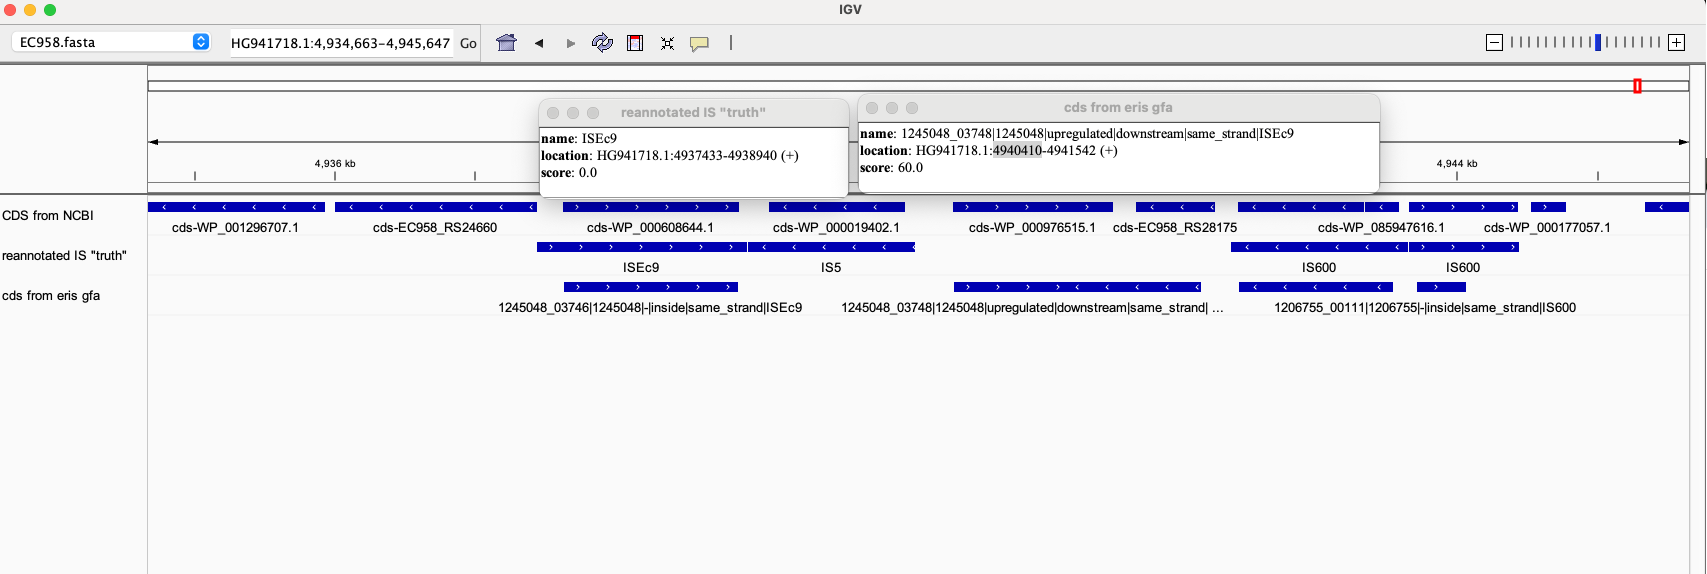 IGV
EC958.fasta
HG941718.1:4,934,663-4,945,647
Go
reannotated IS "truth"
name: ISEc9
location: HG941718.1:4937433-4938940 (+)
score: 0.0
cds from eris gfa
name: 1245048_03748|1245048|upregulated|downstream|same_strand|ISEc9
location: HG941718.1:4940410-4941542 (+)
score: 60.0
4,936 kb
4,944 kb
CDS from NCBI
cds-WP_001296707.1 cds-EC958_RS24660 cds-WP_000608644.1 cds-WP_000019402.1 cds-WP_000976515.1 cds-EC958_RS28175 cds-WP_085947616.1 cds-WP_000177057.1
reannotated IS "truth"
ISEc9 IS5 IS600 IS600
cds from eris gfa
1245048_03746|1245048|-|inside|same_strand|ISEc9 1245048_03748|1245048|upregulated|downstream|same_strand| ... 1206755_00111|1206755|-|inside|same_strand|IS600